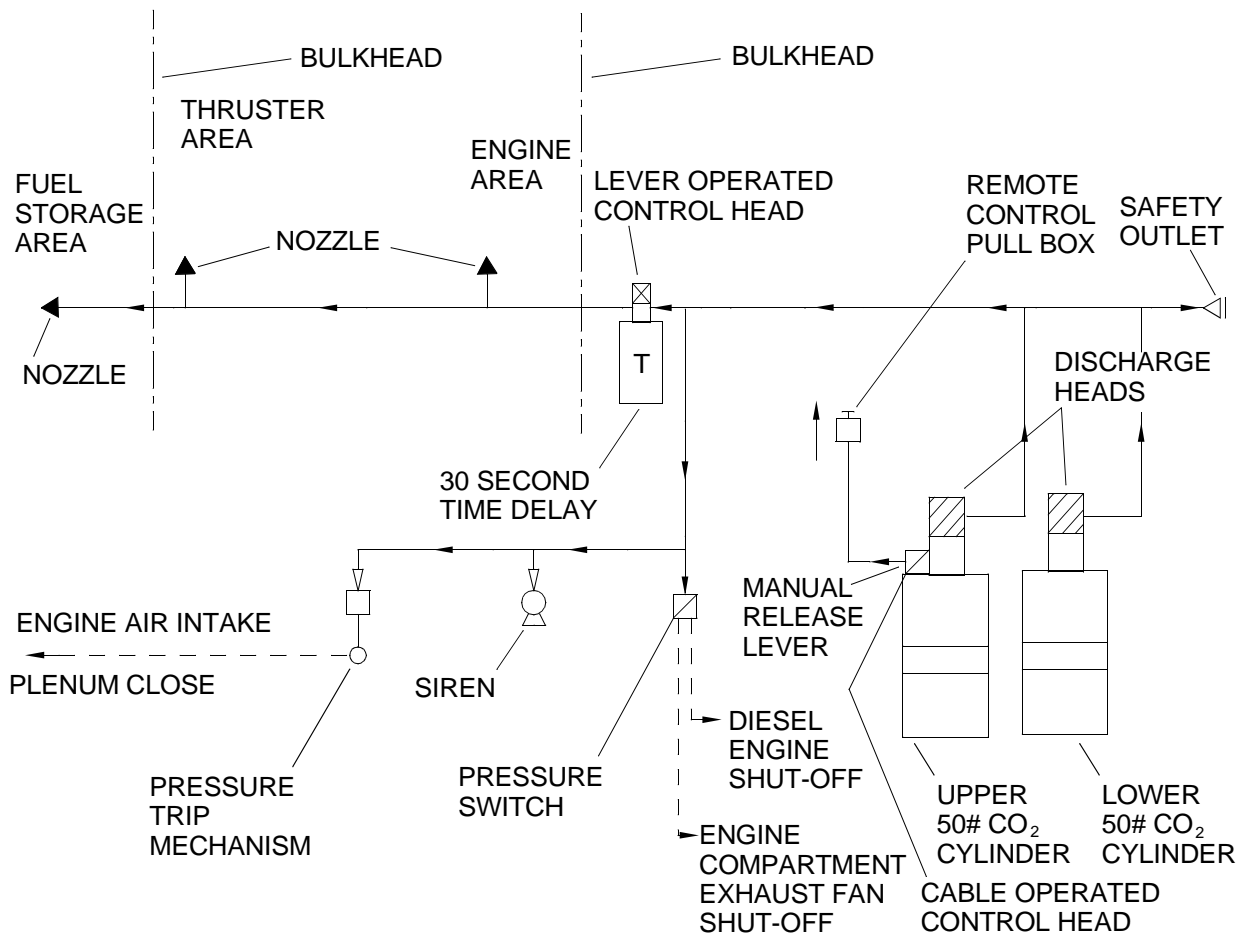 BULKHEAD
BULKHEAD
THRUSTER
AREA
ENGINE
AREA
FUEL
STORAGE
AREA
LEVER OPERATED
CONTROL HEAD
REMOTE
CONTROL
PULL BOX
SAFETY
OUTLET
NOZZLE
NOZZLE
T
DISCHARGE
HEADS
30 SECOND
TIME DELAY
MANUAL
RELEASE
LEVER
ENGINE AIR INTAKE
PLENUM CLOSE
SIREN
PRESSURE
TRIP
MECHANISM
PRESSURE
SWITCH
DIESEL
ENGINE
SHUT-OFF
ENGINE
COMPARTMENT
EXHAUST FAN
SHUT-OFF
UPPER
50# CO₂
CYLINDER
LOWER
50# CO₂
CYLINDER
CABLE OPERATED
CONTROL HEAD